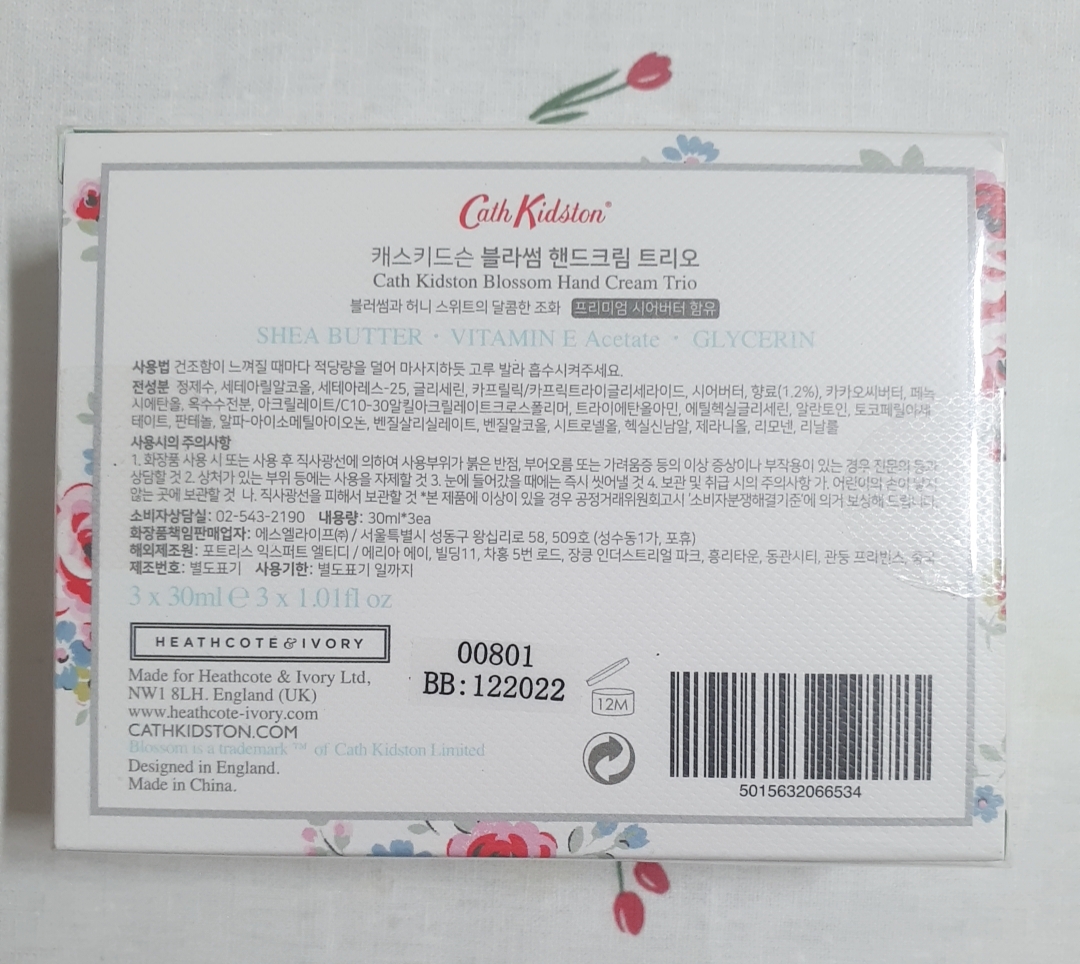 Cath Kidston®
캐스키드슨 블라썸 핸드크림 트리오
Cath Kidston Blossom Hand Cream Trio
블러썸과 허니 스위트의 달콤한 조화 프리미엄 시어버터 함유
SHEA BUTTER · VITAMIN E Acetate · GLYCERIN
사용법 건조함이 느껴질 때마다 적당량을 덜어 마사지하듯 고루 발라 흡수시켜주세요.
전성분 정제수, 세테아릴알코올, 세테아레스-25, 글리세린, 카프릴릭/카프릭트라이글리세라이드, 시어버터, 향료(1.2%), 카카오씨버터, 페녹
시에탄올, 옥수수전분, 아크릴레이트/C10-30알킬아크릴레이트크로스폴리머, 트라이에탄올아민, 에틸헥실글리세린, 알란토인, 토코페릴아세
테이트, 판테놀, 알파-아이소메틸아이오논, 벤질살리실레이트, 벤질알코올, 시트로넬올, 헥실신남알, 제라니올, 리모넨, 리날룰
사용시의 주의사항
1. 화장품 사용 시 또는 사용 후 직사광선에 의하여 사용부위가 붉은 반점, 부어오름 또는 가려움증 등의 이상 증상이나 부작용이 있는 경우 전문의 등과
상담할 것 2. 상처가 있는 부위 등에는 사용을 자제할 것 3. 눈에 들어갔을 때에는 즉시 씻어낼 것 4. 보관 및 취급 시의 주의사항 가. 어린이의 손이 닿지
않는 곳에 보관할 것 나. 직사광선을 피해서 보관할 것 *본 제품에 이상이 있을 경우 공정거래위원회고시 '소비자분쟁해결기준'에 의거 보상해 드립니다.
소비자상담실: 02-543-2190 내용량: 30ml*3ea
화장품책임판매업자: 에스엘라이프㈜ / 서울특별시 성동구 왕십리로 58, 509호 (성수동1가, 포휴)
해외제조원: 포트리스 익스퍼트 엘티디 / 에리어 에이, 빌딩11, 차홍 5번 로드, 장콩 인더스트리얼 파크, 흥리타운, 동관시티, 관둥 프라빈스, 중국
제조번호: 별도표기 사용기한: 별도표기 일까지
3 x 30ml ℮ 3 x 1.01fl oz
HEATHCOTE & IVORY
Made for Heathcote & Ivory Ltd,
NW1 8LH. England (UK)
www.heathcote-ivory.com
CATHKIDSTON.COM
Blossom is a trademark ™ of Cath Kidston Limited
Designed in England.
Made in China.
00801
BB:122022
12M
5015632066534